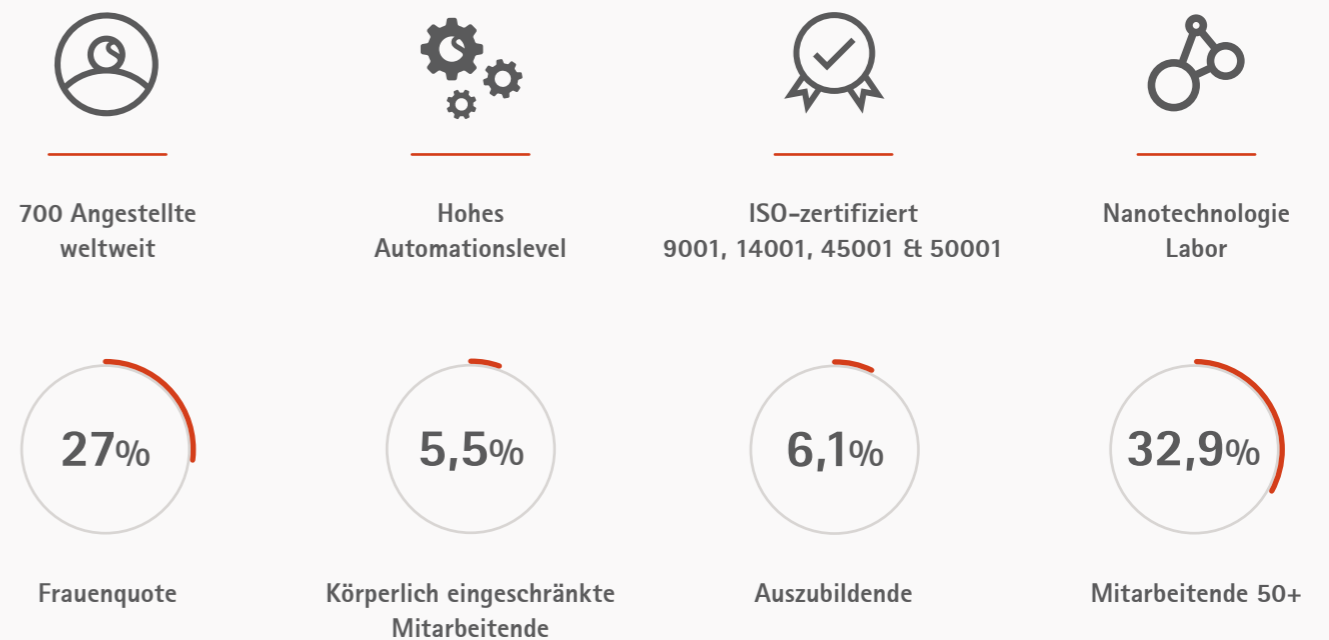 700 Angestellte
weltweit
Hohes
Automationslevel
ISO-zertifiziert
9001, 14001, 45001 & 50001
Nanotechnologie
Labor
27%
Frauenquote
5,5%
Körperlich eingeschränkte
Mitarbeitende
6,1%
Auszubildende
32,9%
Mitarbeitende 50+